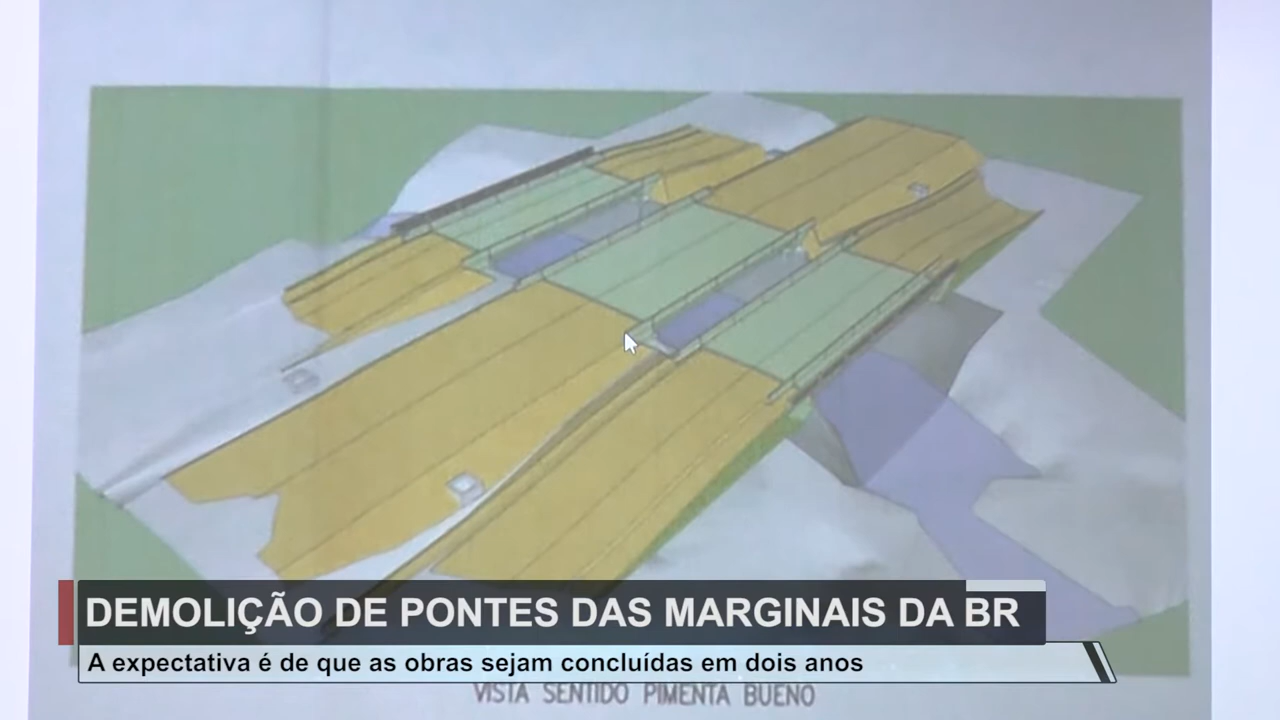 DEMOLIÇÃO DE PONTES DAS MARGINAIS DA BR
A expectativa é de que as obras sejam concluídas em dois anos
VISTA SENTIDO PIMENTA BUENO